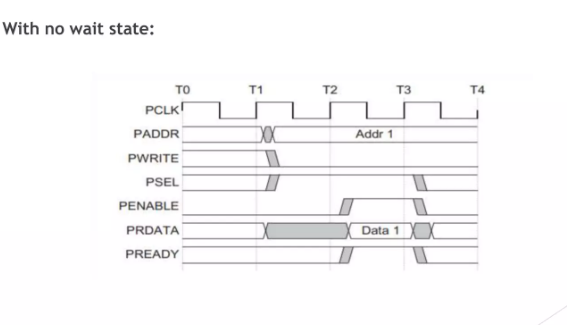 With no wait state:
T0 T1 T2 T3 T4
PCLK
PADDR Addr 1
PWRITE
PSEL
PENABLE
PRDATA Data 1
PREADY